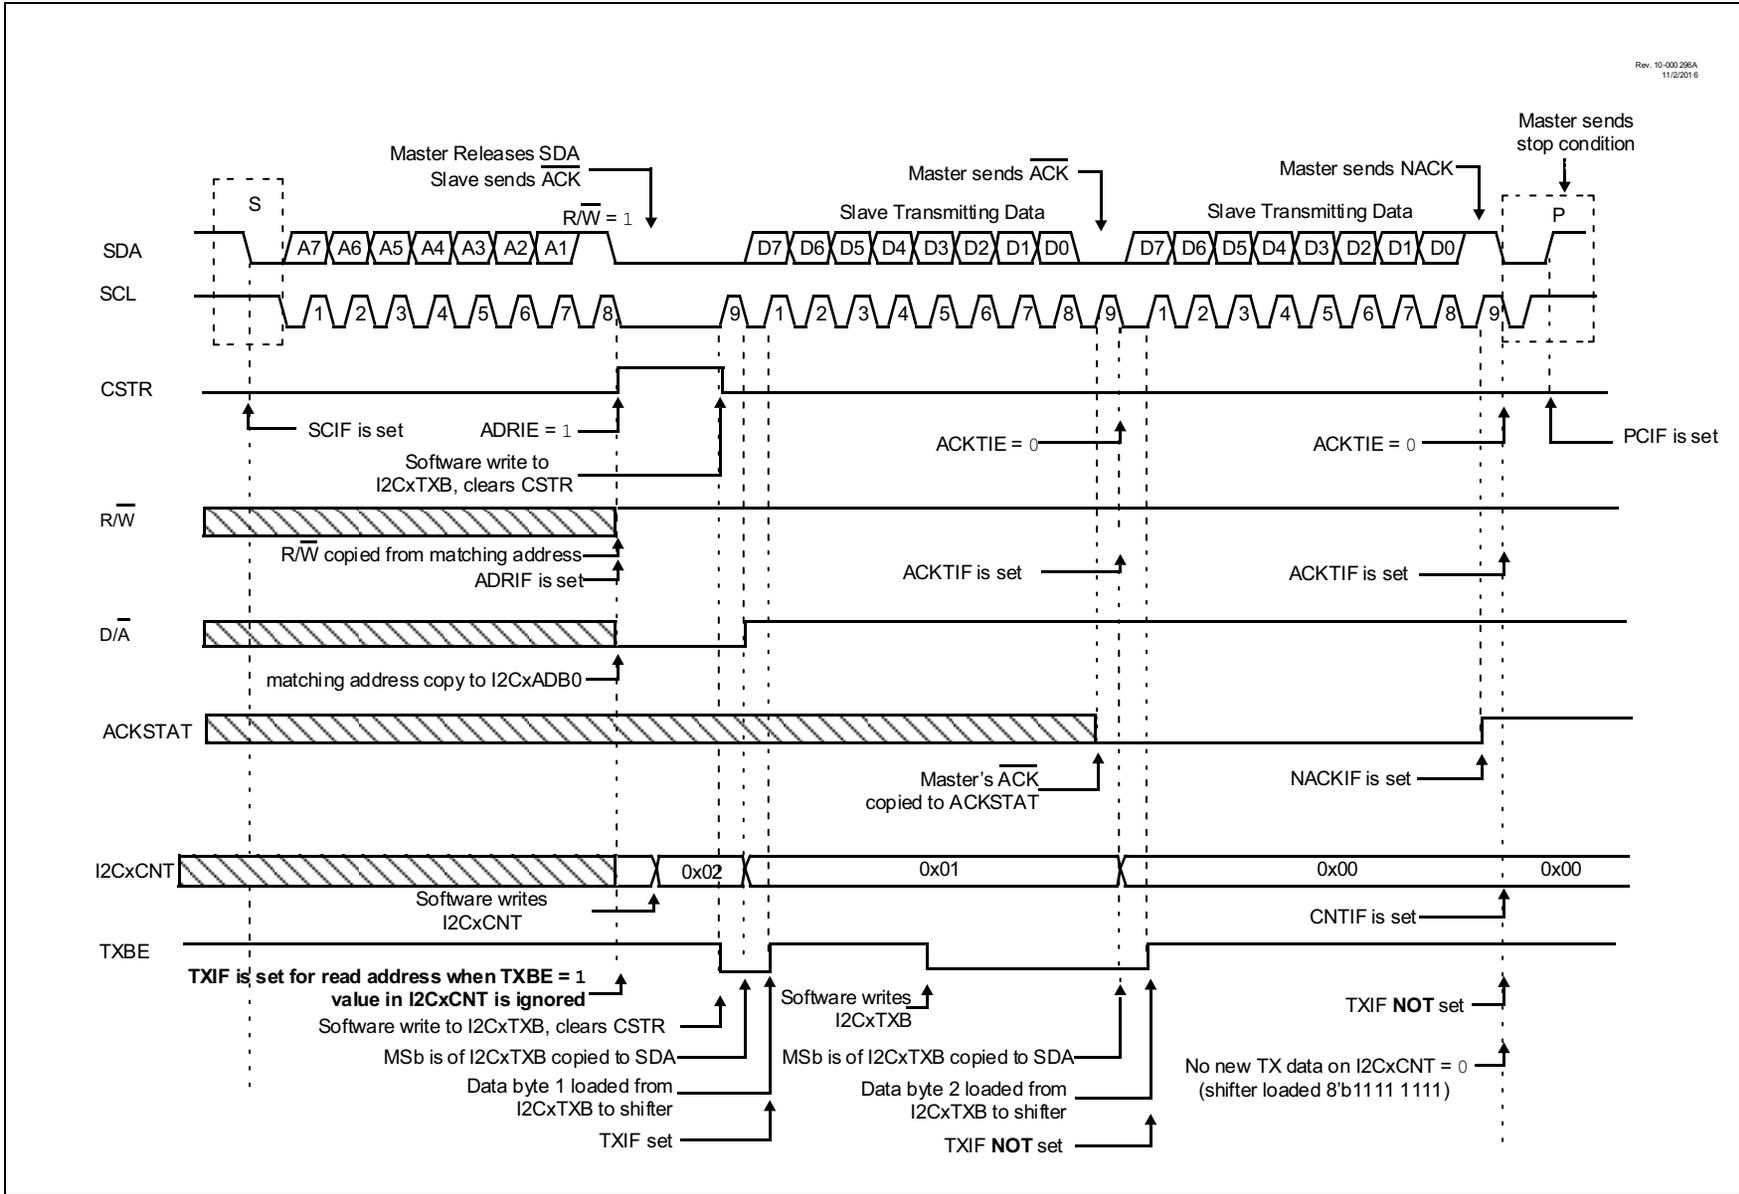 Rev. 10-000 296A
11/2/201 6
Master sends
stop condition
Master Releases SDA
Slave sends A̅C̅K̅
R/W̅ = 1
Master sends A̅C̅K̅
Master sends NACK
S
Slave Transmitting Data
Slave Transmitting Data
P
SDA
A7 A6 A5 A4 A3 A2 A1
D7 D6 D5 D4 D3 D2 D1 D0
D7 D6 D5 D4 D3 D2 D1 D0
SCL
1 2 3 4 5 6 7 8
9 1 2 3 4 5 6 7 8 9
1 2 3 4 5 6 7 8 9
CSTR
SCIF is set
ADRIE = 1
ACKTIE = 0
ACKTIE = 0
PCIF is set
Software write to
I2CxTXB, clears CSTR
R/W̅
R/W̅ copied from matching address
ADRIF is set
ACKTIF is set
ACKTIF is set
D/A̅
matching address copy to I2CxADB0
ACKSTAT
Master's A̅C̅K̅
copied to ACKSTAT
NACKIF is set
I2CxCNT
0x02
0x01
0x00
0x00
Software writes
I2CxCNT
CNTIF is set
TXBE
TXIF is set for read address when TXBE = 1
value in I2CxCNT is ignored
Software writes
I2CxTXB
TXIF NOT set
Software write to I2CxTXB, clears CSTR
MSb is of I2CxTXB copied to SDA
MSb is of I2CxTXB copied to SDA
No new TX data on I2CxCNT = 0
(shifter loaded 8'b1111 1111)
Data byte 1 loaded from
I2CxTXB to shifter
Data byte 2 loaded from
I2CxTXB to shifter
TXIF set
TXIF NOT set